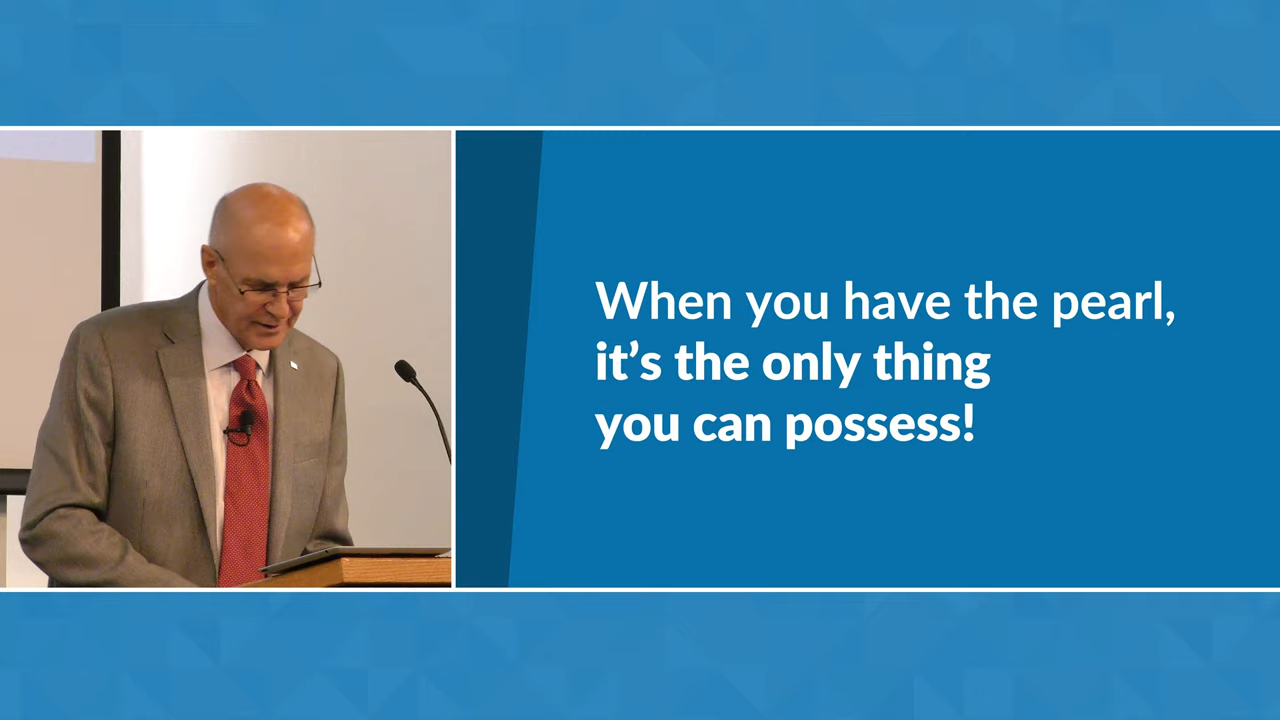 When you have the pearl,
it’s the only thing
you can possess!